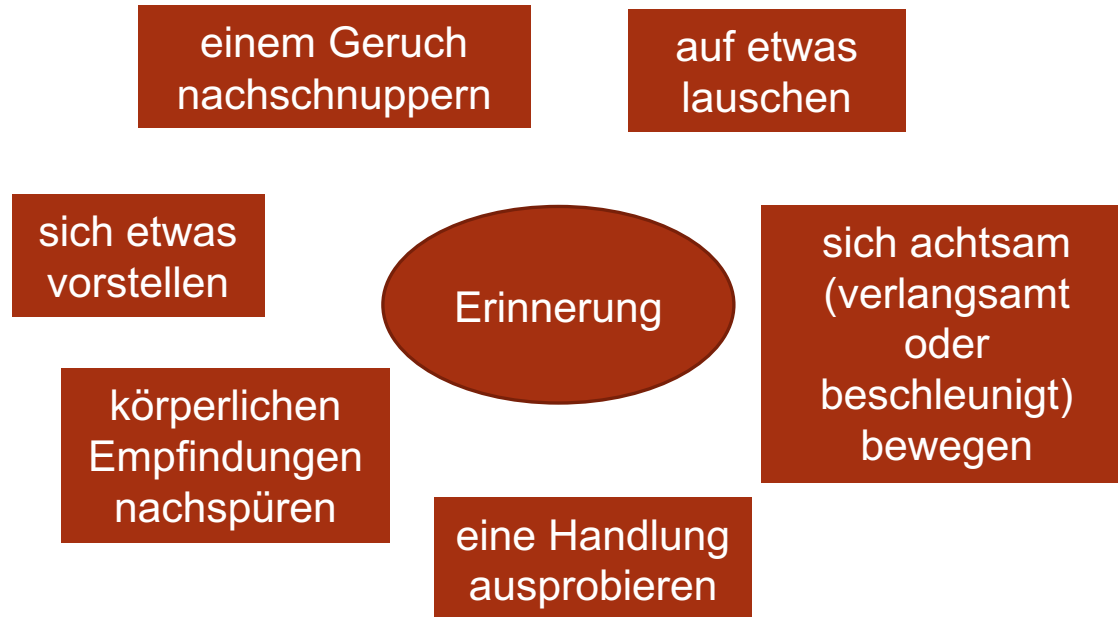 einem Geruch
nachschnuppern
auf etwas
lauschen
sich etwas
vorstellen
Erinnerung
sich achtsam
(verlangsamt
oder
beschleunigt)
bewegen
körperlichen
Empfindungen
nachspüren
eine Handlung
ausprobieren